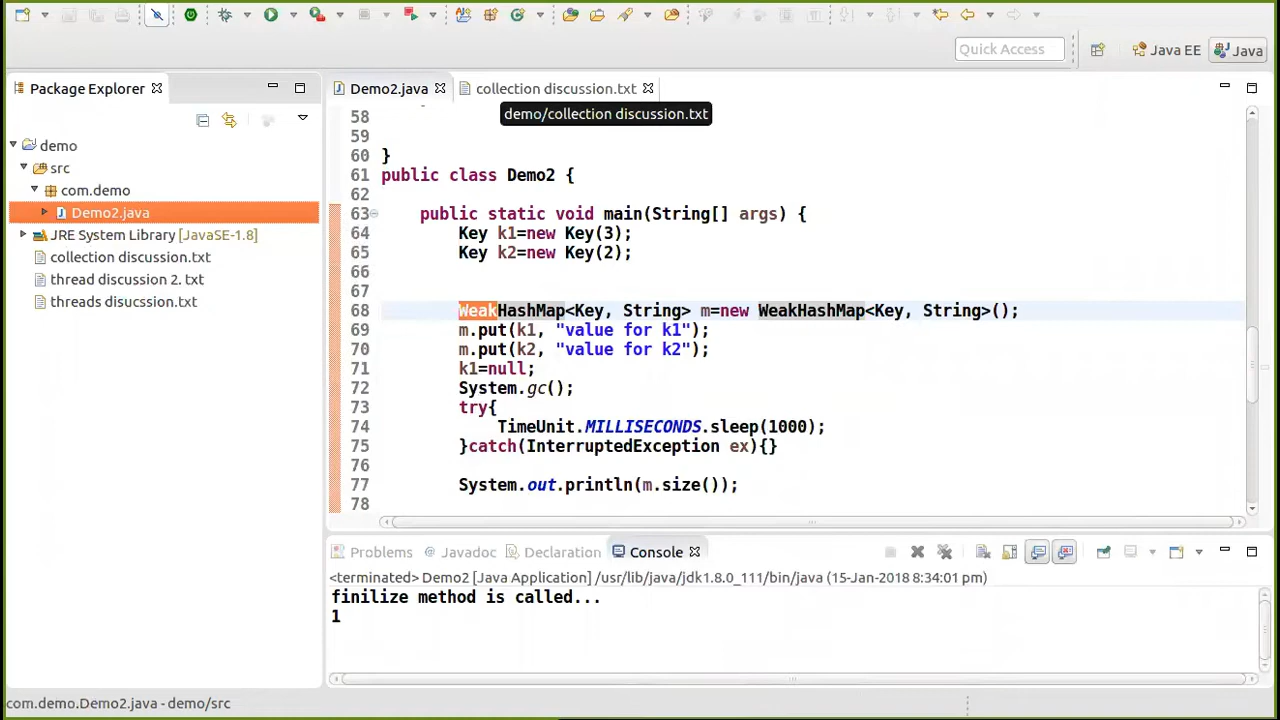 Quick Access
Java EE
Java
Package Explorer
demo
src
com.demo
Demo2.java
JRE System Library [JavaSE-1.8]
collection discussion.txt
thread discussion 2. txt
threads disucssion.txt
Demo2.java
collection discussion.txt
demo/collection discussion.txt
58
59
60 }
61 public class Demo2 {
62
63 public static void main(String[] args) {
64 Key k1=new Key(3);
65 Key k2=new Key(2);
66
67
68 WeakHashMap<Key, String> m=new WeakHashMap<Key, String>();
69 m.put(k1, "value for k1");
70 m.put(k2, "value for k2");
71 k1=null;
72 System.gc();
73 try{
74 TimeUnit.MILLISECONDS.sleep(1000);
75 }catch(InterruptedException ex){}
76
77 System.out.println(m.size());
78
Problems
Javadoc
Declaration
Console
<terminated> Demo2 [Java Application] /usr/lib/java/jdk1.8.0_111/bin/java (15-Jan-2018 8:34:01 pm)
finilize method is called...
1
com.demo.Demo2.java - demo/src